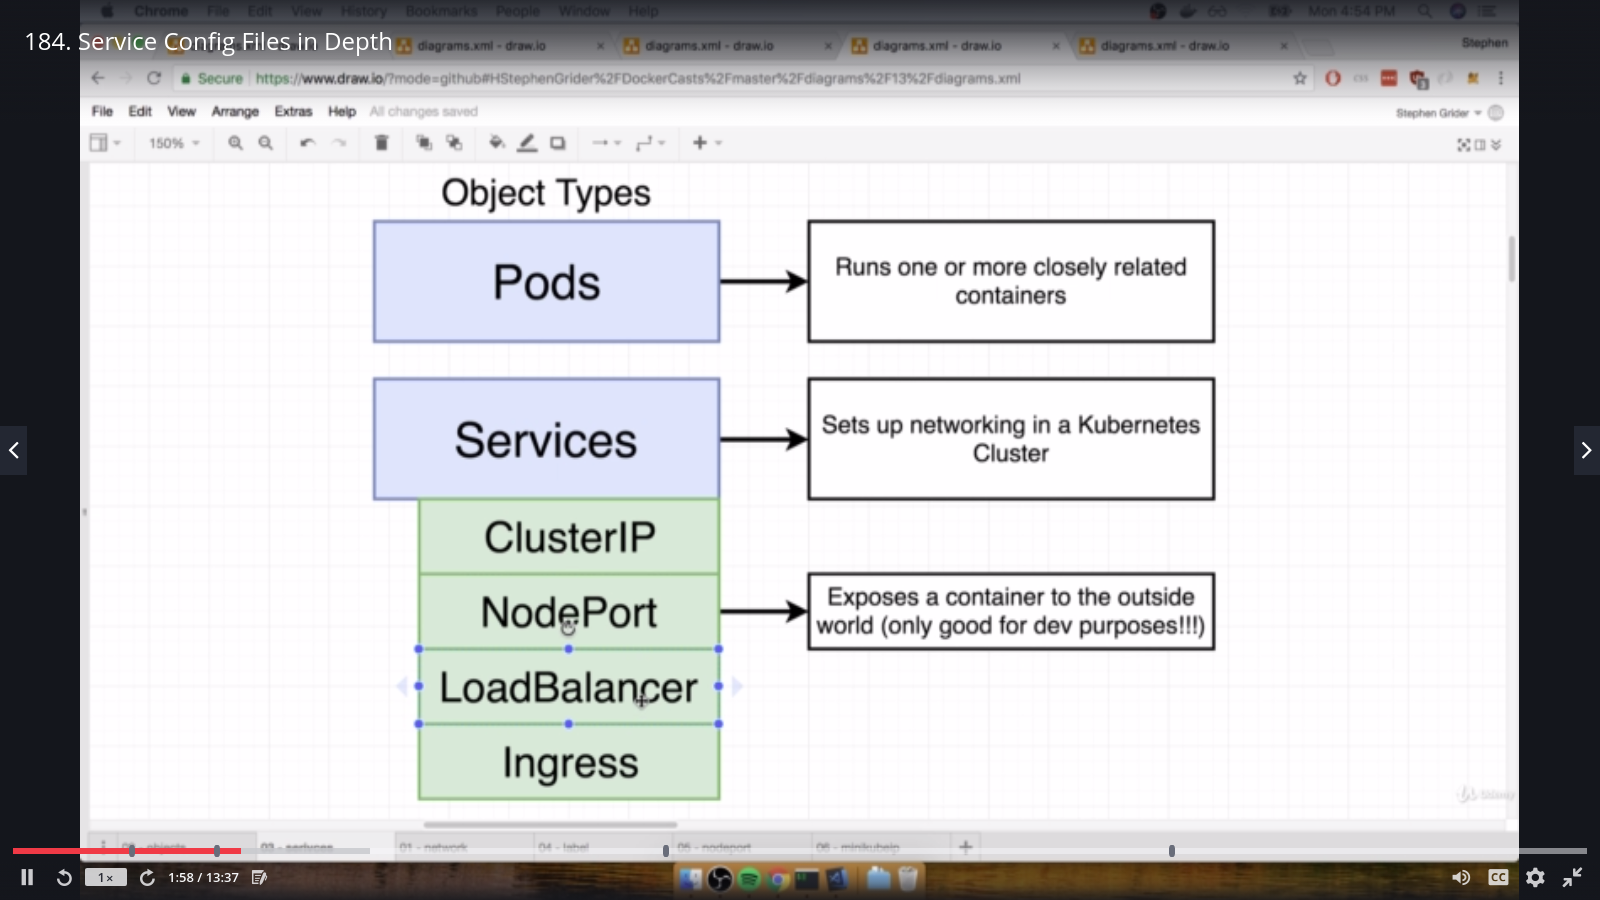 Chrome File Edit View History Bookmarks People Window Help Mon 4:54 PM
184. Service Config Files in Depth
diagrams.xml - draw.io diagrams.xml - draw.io diagrams.xml - draw.io diagrams.xml - draw.io Stephen
Secure https://www.draw.io/?mode=github#HStephenGrider%2FDockerCasts%2Fmaster%2Fdiagrams%2F13%2Fdiagrams.xml
File Edit View Arrange Extras Help All changes saved Stephen Grider
150%
Object Types
Pods
Runs one or more closely related
containers
Services
Sets up networking in a Kubernetes
Cluster
ClusterIP
NodePort
Exposes a container to the outside
world (only good for dev purposes!!!)
LoadBalancer
Ingress
Udemy
01 - network 04 - label 05 - nodeport
1x 1:58 / 13:37 CC